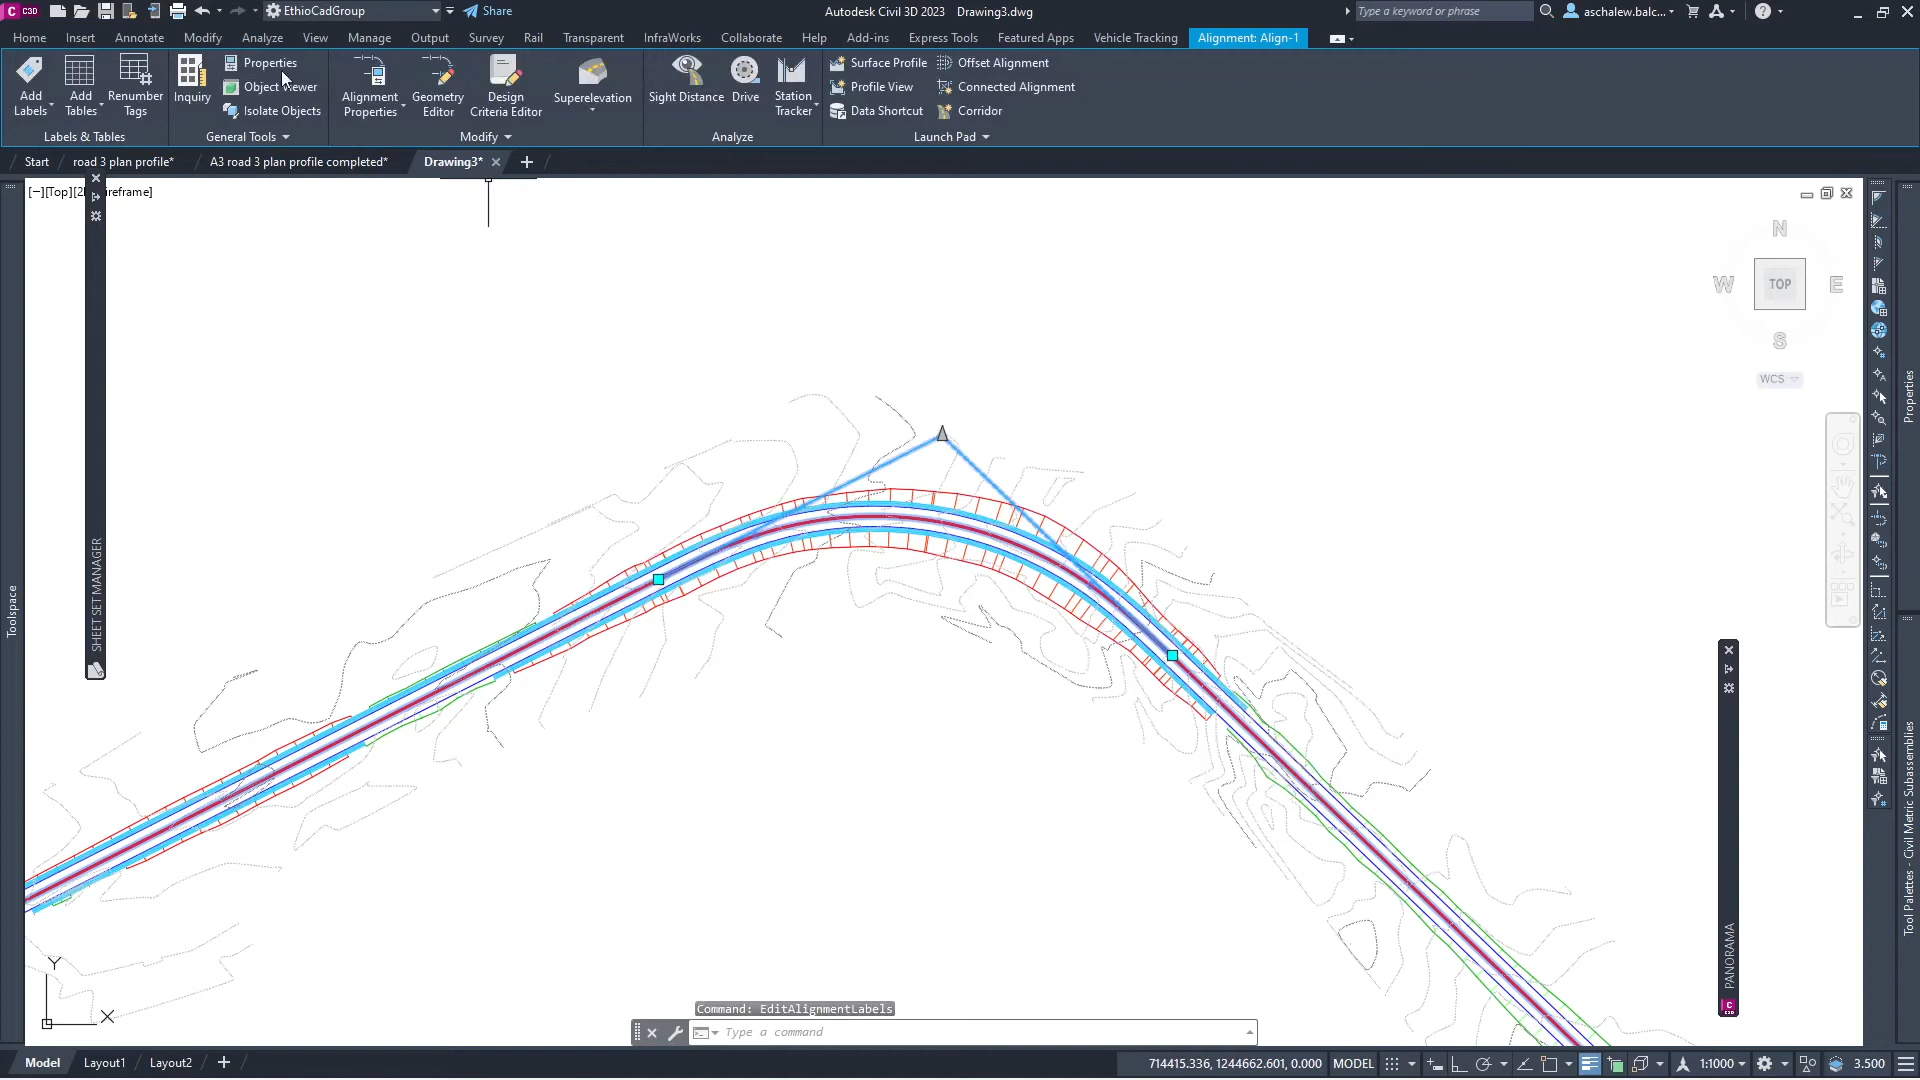 C C3D EthioCadGroup Share Autodesk Civil 3D 2023 Drawing3.dwg Type a keyword or phrase aschalew.balc...
Home Insert Annotate Modify Analyze View Manage Output Survey Rail Transparent InfraWorks Collaborate Help Add-ins Express Tools Featured Apps Vehicle Tracking Alignment: Align-1
Add Labels
Add Tables
Renumber Tags
Inquiry
Properties
Isolate Objects
Alignment Properties
Geometry Editor
Design Criteria Editor
Superelevation
Sight Distance
Drive
Station Tracker
Surface Profile
Offset Alignment
Profile View
Connected Alignment
Data Shortcut
Corridor
Labels & Tables General Tools Modify Analyze Launch Pad
Start road 3 plan profile* A3 road 3 plan profile completed* Drawing3*
[−][Top][2
ireframe]
N
W TOP E
S
WCS
Toolspace
SHEET SET MANAGER
Properties
Tool Palettes - Civil Metric Subassemblies
PANORAMA
C C3D
Y
X
Command: EditAlignmentLabels
Type a command
Model Layout1 Layout2 714415.336, 1244662.601, 0.000 MODEL 1:1000 3.500